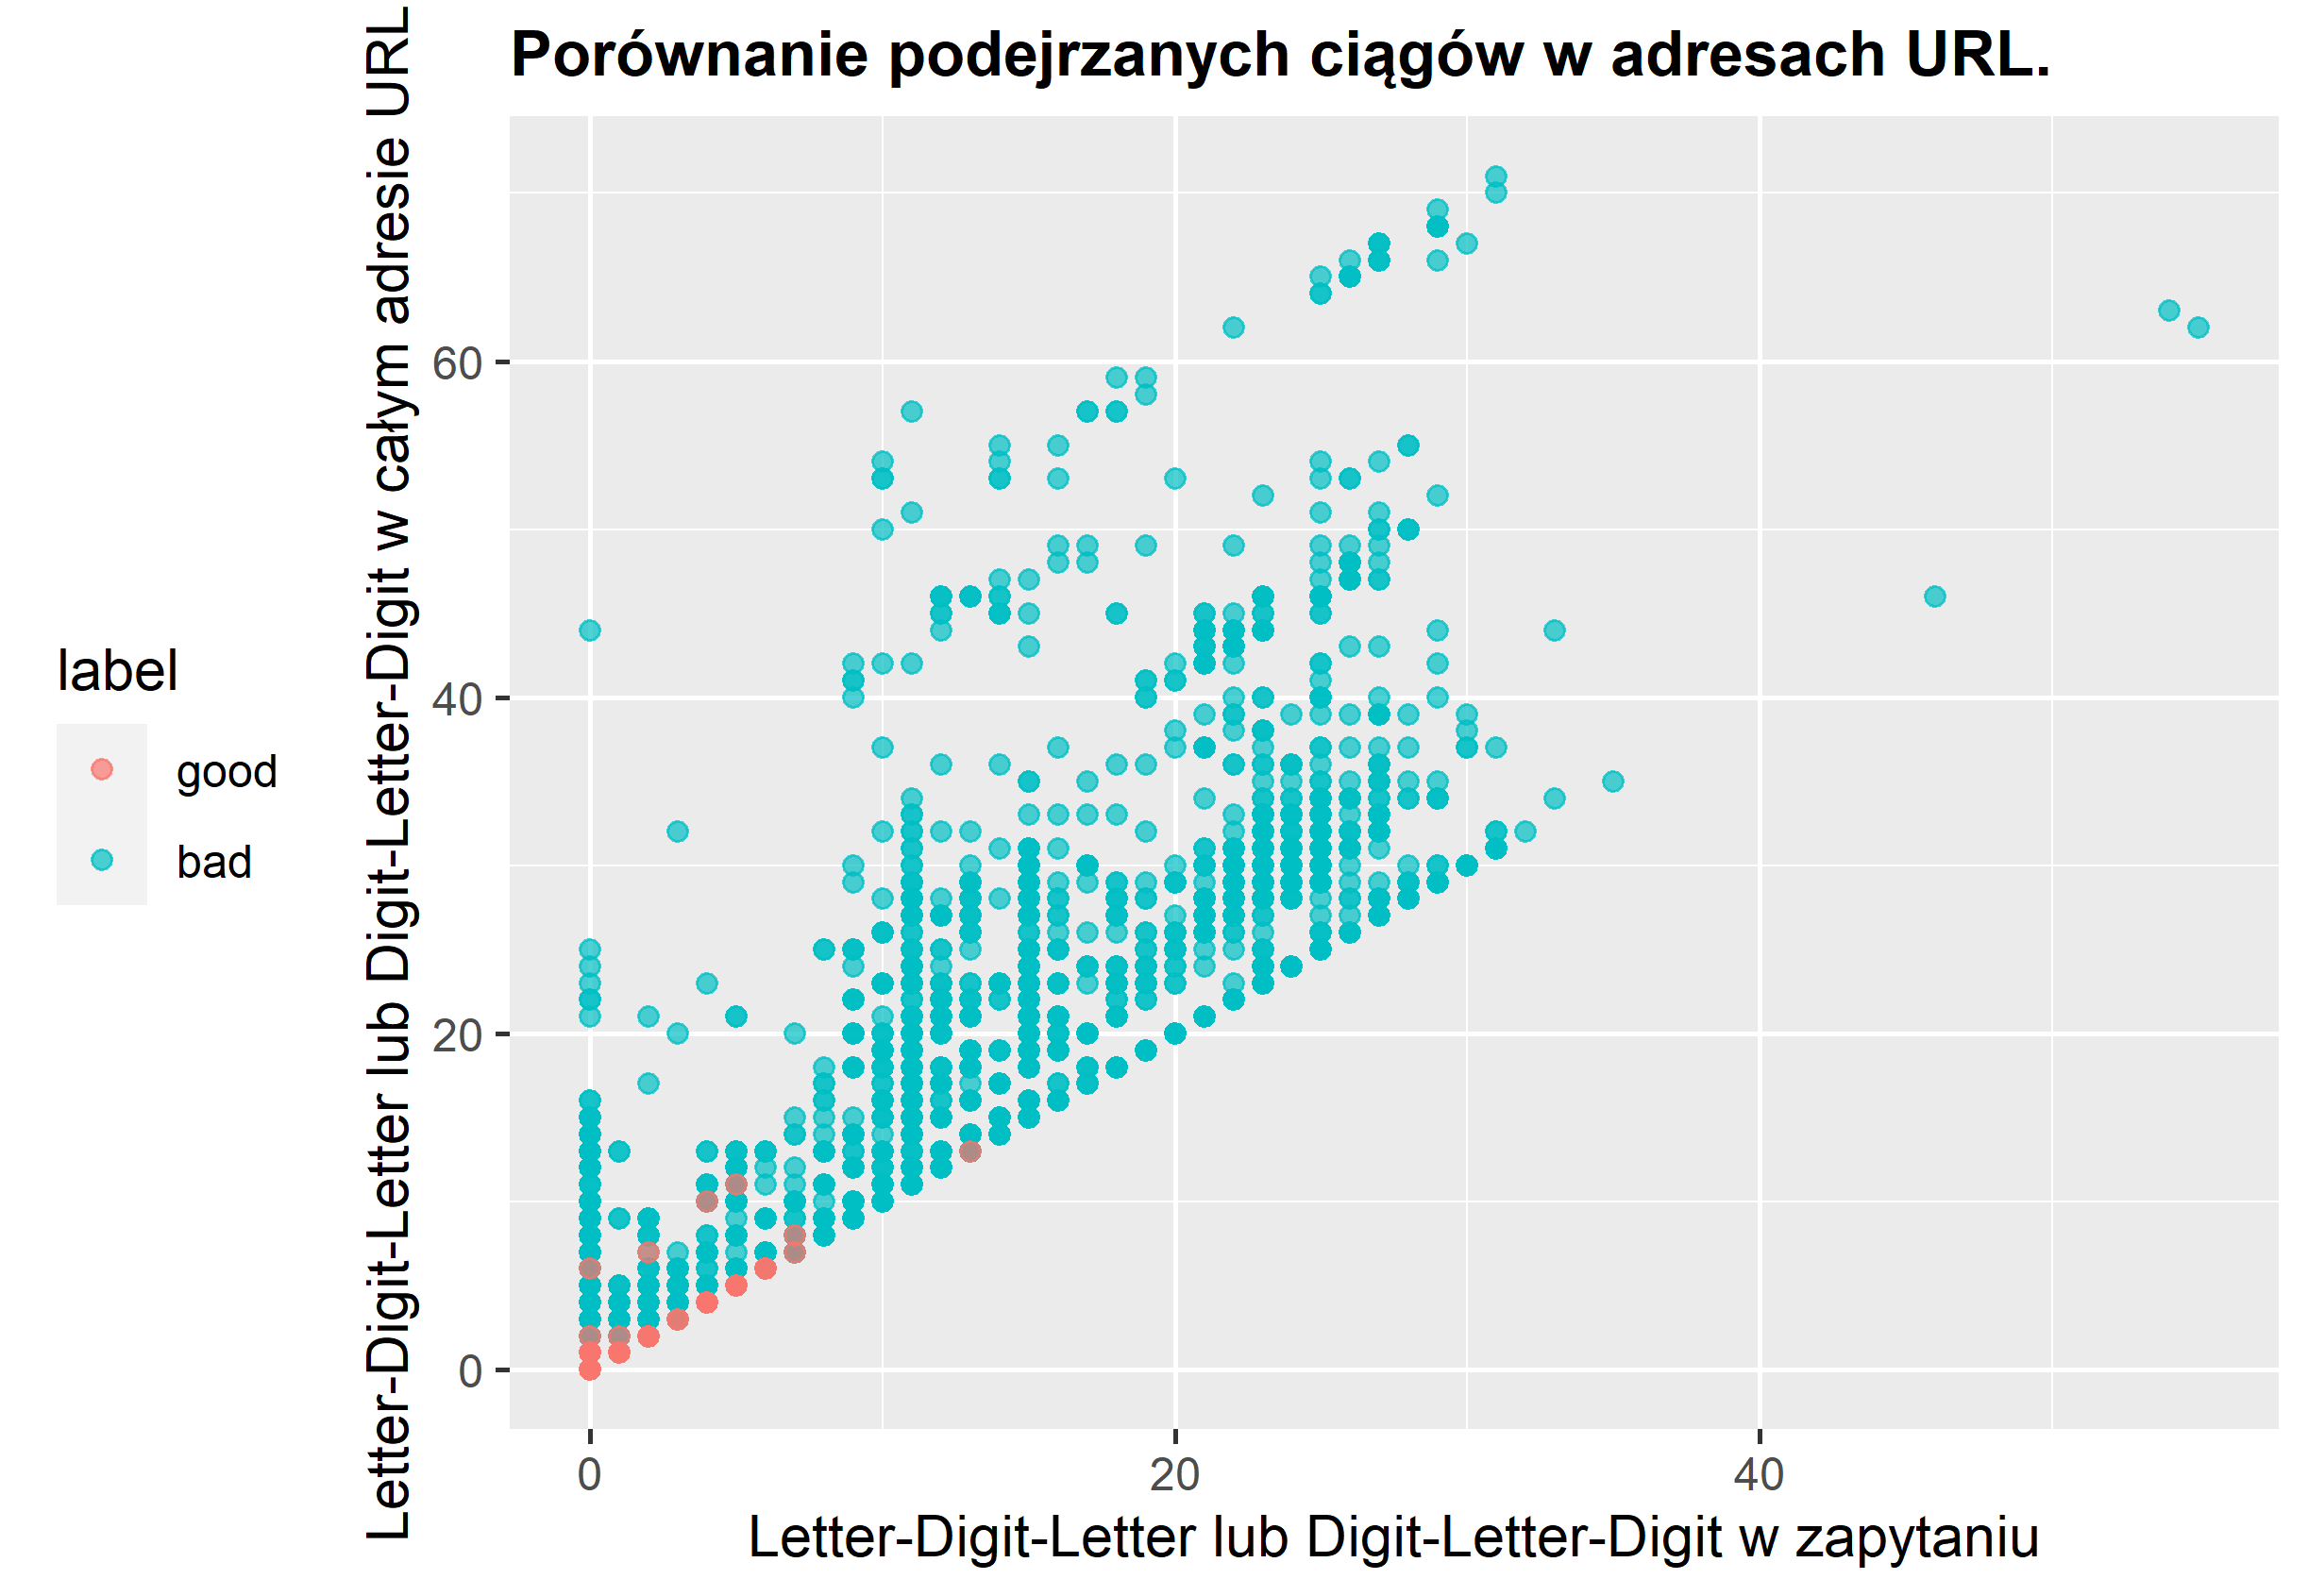 Porównanie podejrzanych ciągów w adresach URL.
Letter-Digit-Letter lub Digit-Letter-Digit w całym adresie URL
60
40
20
0
0 20 40
Letter-Digit-Letter lub Digit-Letter-Digit w zapytaniu
label
good
bad